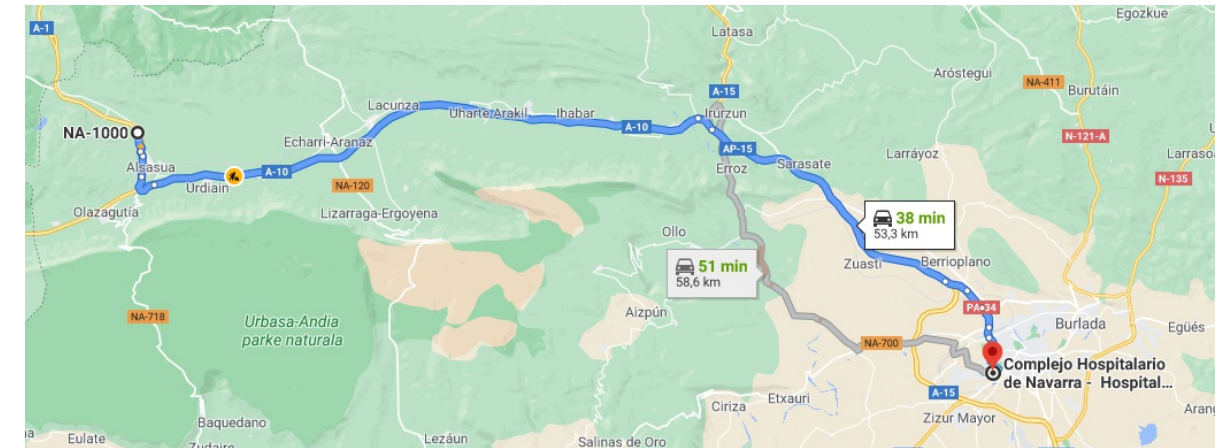 Egozkue
A-1
Latasa
Aróstegui
NA-411
Burutáin
A-15
Lacunza
Uharte Arakil
Ihabar
Irurzun
NA-1000
A-10
N-121-A
Echarri-Aranaz
AP-15
Larráyoz
Larraso
Alsasua
Erroz
Sarasate
A-10
Urdiain
NA-120
N-135
Olazagutía
Lizarraga-Ergoyena
38 min
53,3 km
Ollo
51 min
58,6 km
Zuasti
Berrioplano
PA-34
NA-718
Urbasa-Andia
parke naturala
Aizpún
Burlada
Egüés
NA-700
Complejo Hospitalario
de Navarra - Hospital...
A-15
Etxauri
Ciriza
Zizur Mayor
Aran
Baquedano
Eulate
Zudaire
Lezáun
Salinas de Oro